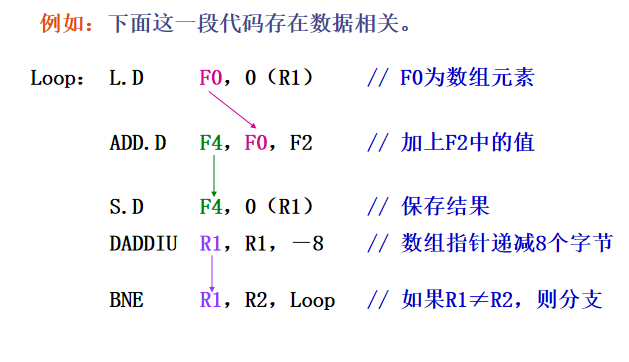 例如：下面这一段代码存在数据相关。
Loop： L.D F0，0（R1） // F0为数组元素
ADD.D F4，F0，F2 // 加上F2中的值
S.D F4，0（R1） // 保存结果
DADDIU R1，R1，－8 // 数组指针递减8个字节
BNE R1，R2，Loop // 如果R1≠R2，则分支